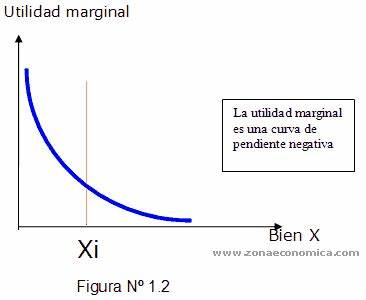 Utilidad marginal
La utilidad marginal
es una curva de
pendiente negativa
Bien X
Xi
www.zonaeconomica.com
Figura Nº 1.2